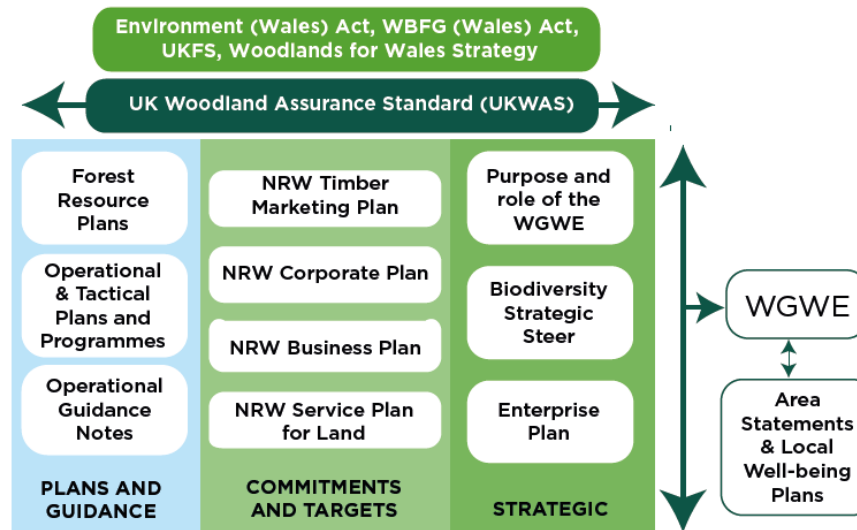 Environment (Wales) Act, WBFG (Wales) Act,
UKFS, Woodlands for Wales Strategy
UK Woodland Assurance Standard (UKWAS)
Forest
Resource
Plans
Operational
& Tactical
Plans and
Programmes
Operational
Guidance
Notes
PLANS AND
GUIDANCE
NRW Timber
Marketing Plan
NRW Corporate Plan
NRW Business Plan
NRW Service Plan
for Land
COMMITMENTS
AND TARGETS
Purpose and
role of the
WGWE
Biodiversity
Strategic
Steer
Enterprise
Plan
STRATEGIC
WGWE
Area
Statements
& Local
Well-being
Plans